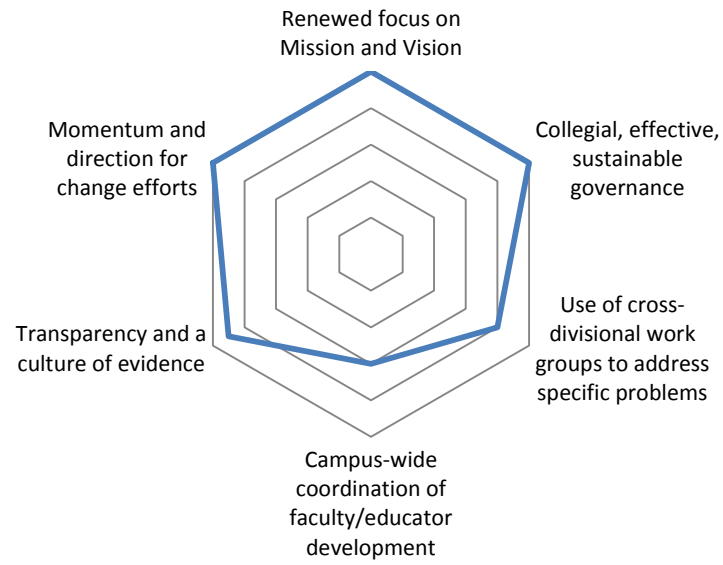 Renewed focus on
Mission and Vision
Collegial, effective,
sustainable
governance
Use of cross-
divisional work
groups to address
specific problems
Campus-wide
coordination of
faculty/educator
development
Transparency and a
culture of evidence
Momentum and
direction for
change efforts